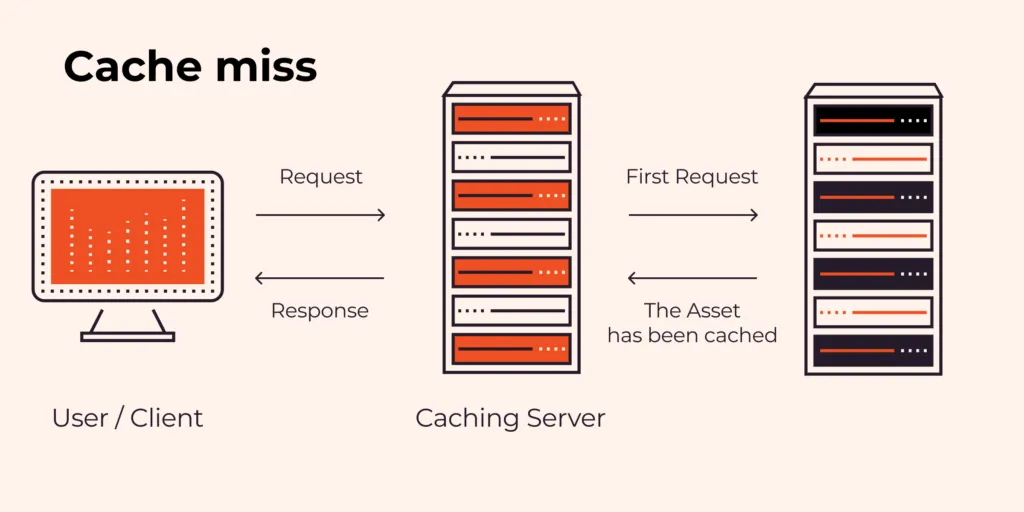 Cache miss
Request
First Request
Response
The Asset
has been cached
User / Client
Caching Server